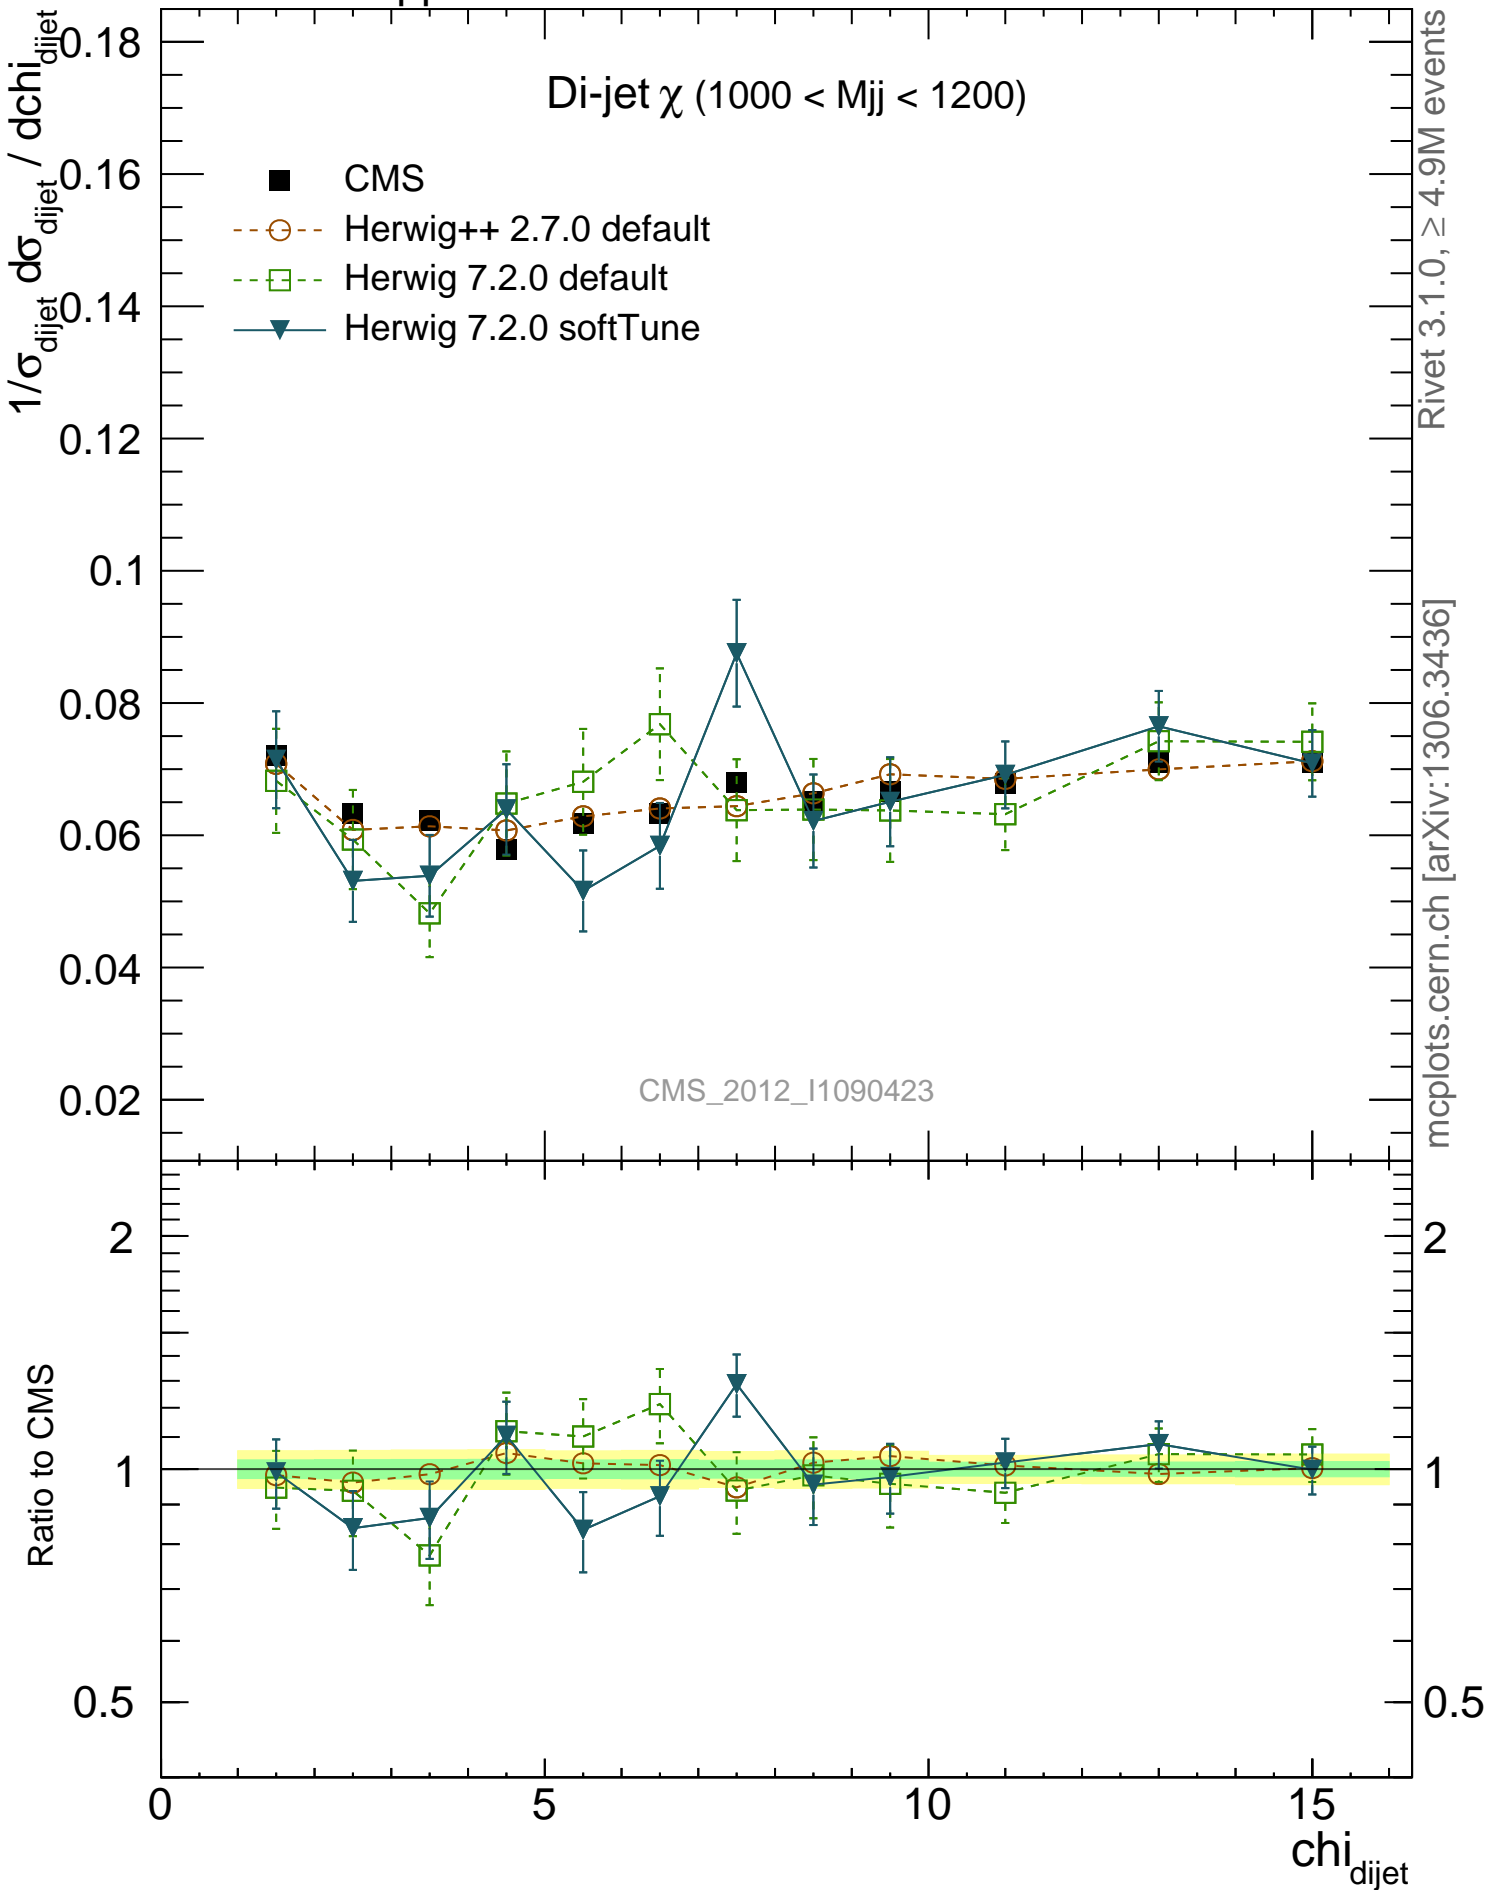 Di-jet χ (1000 < Mjj < 1200)
1/σdijet dσdijet / dchidijet
CMS
Herwig++ 2.7.0 default
Herwig 7.2.0 default
Herwig 7.2.0 softTune
0.18
0.16
0.14
0.12
0.1
0.08
0.06
0.04
0.02
CMS_2012_I1090423
Rivet 3.1.0, ≥ 4.9M events
mcplots.cern.ch [arXiv:1306.3436]
Ratio to CMS
2
1
0.5
2
1
0.5
0
5
10
15
chidijet